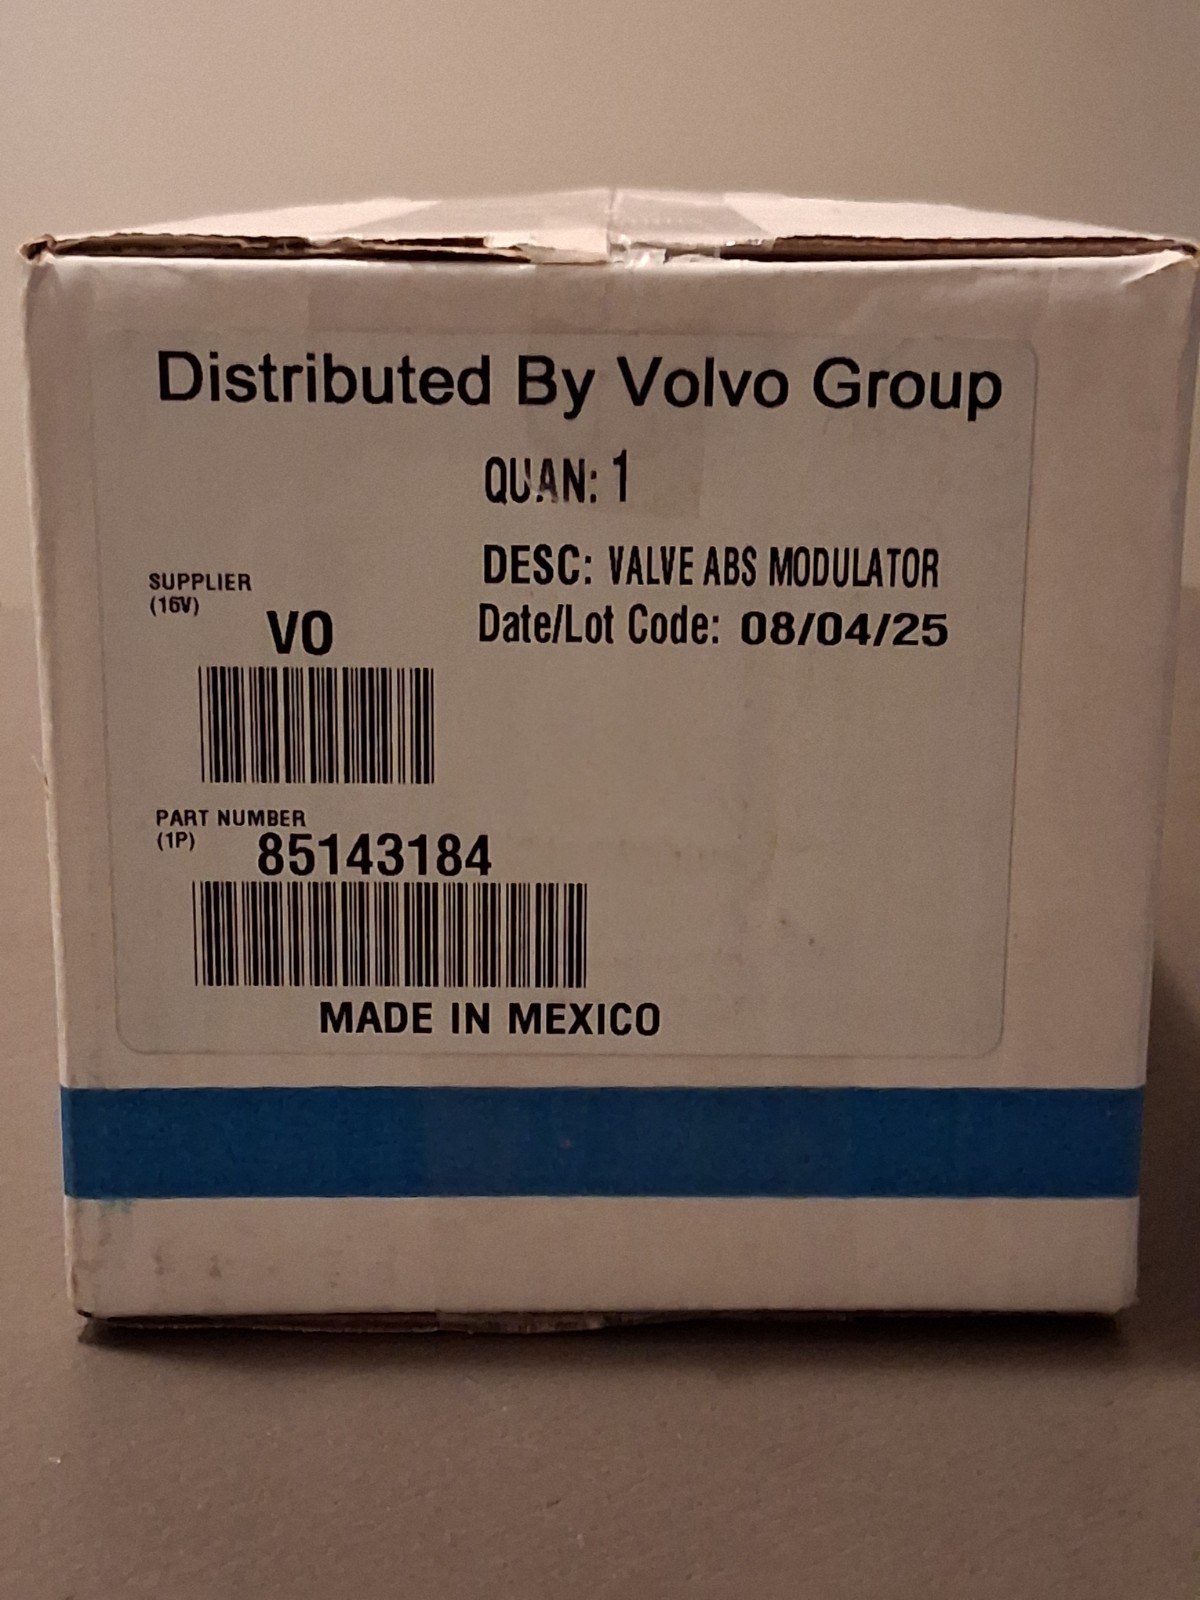 Distributed By Volvo Group
QUAN: 1
DESC: VALVE ABS MODULATOR
Date/Lot Code: 08/04/25
SUPPLIER
(16V)
VO
PART NUMBER
(1P)
85143184
MADE IN MEXICO